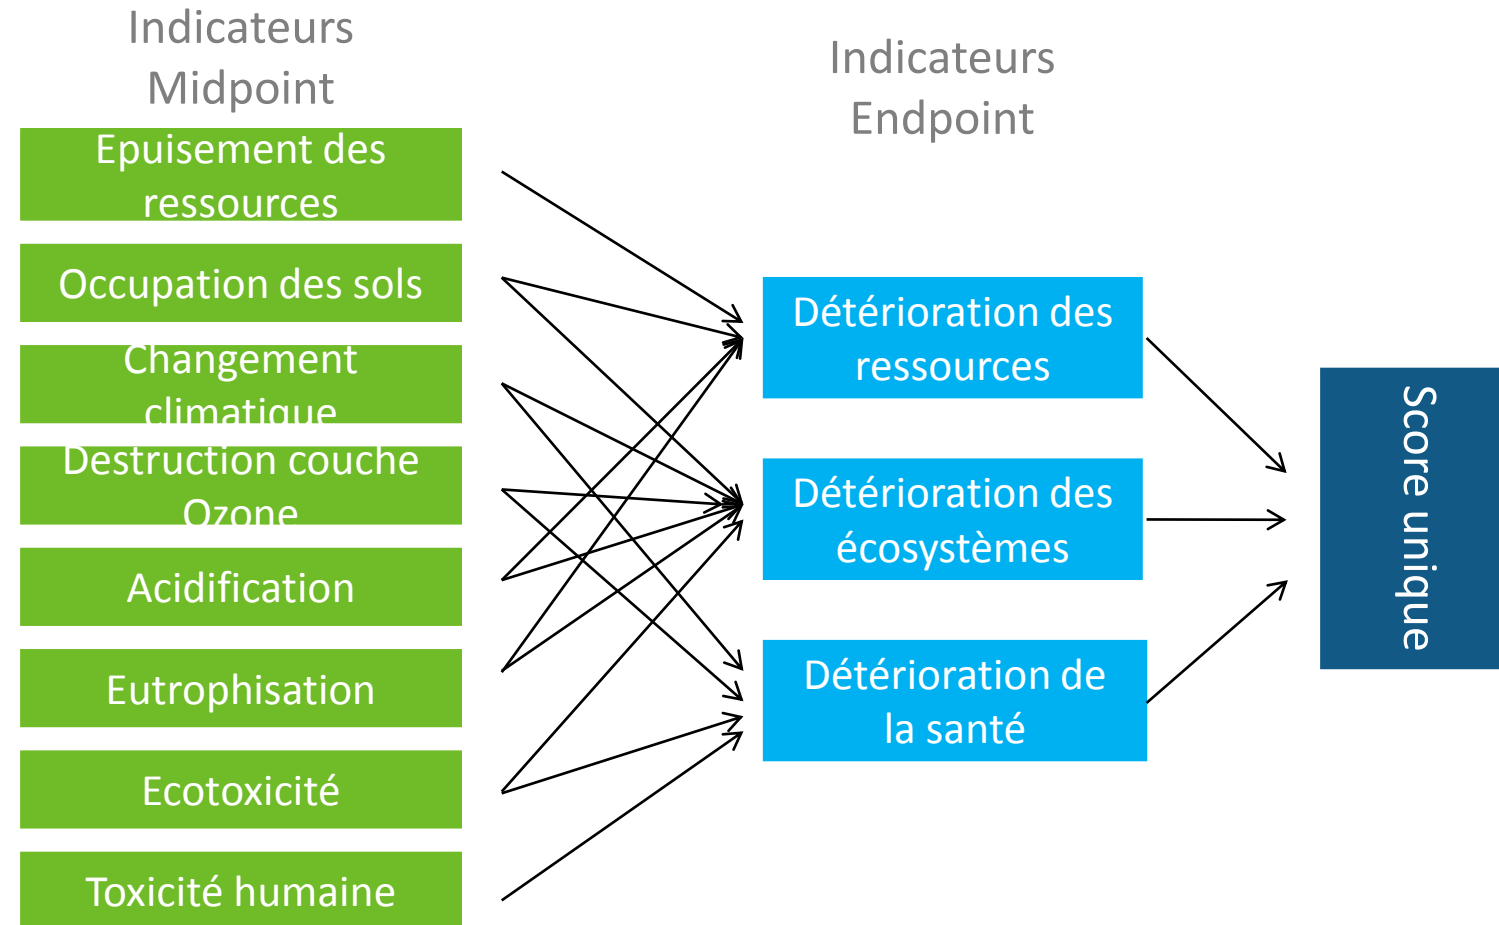 Indicateurs
Midpoint
Epuisement des
ressources
Occupation des sols
Changement
climatique
Destruction couche
Ozone
Acidification
Eutrophisation
Ecotoxicité
Toxicité humaine
Indicateurs
Endpoint
Détérioration des
ressources
Détérioration des
écosystèmes
Détérioration de
la santé
Score unique